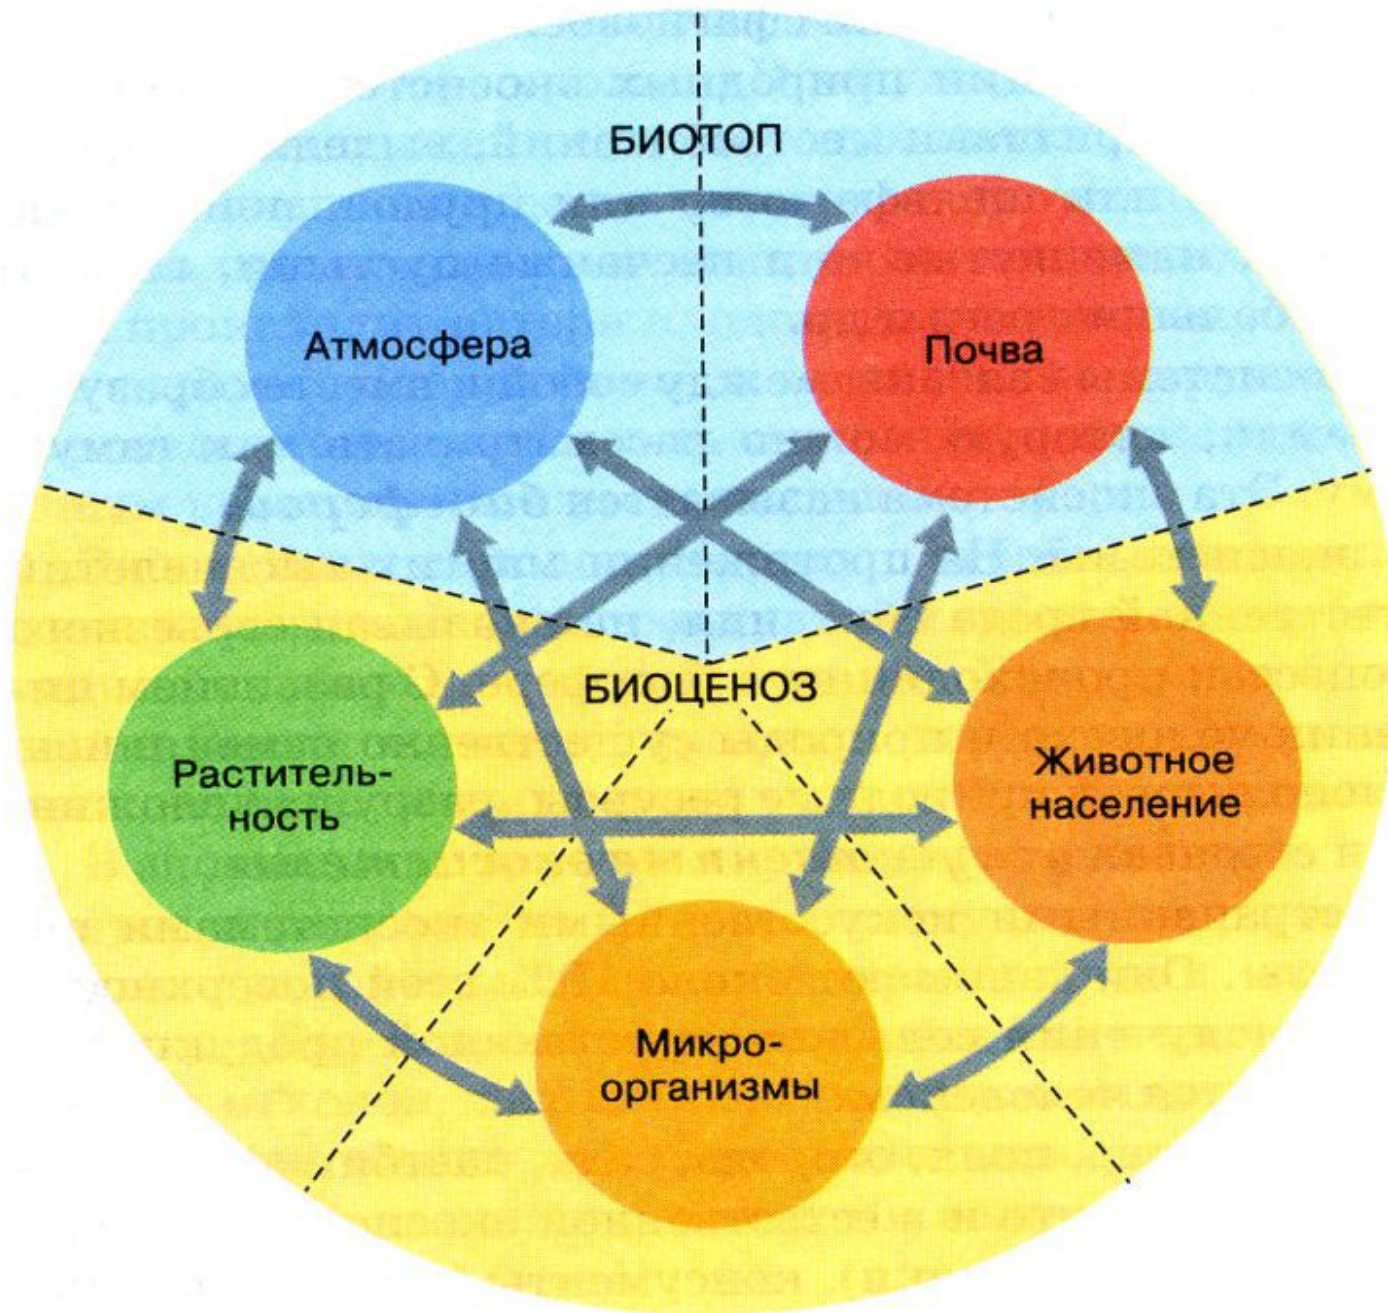 БИОТОП
Атмосфера
Почва
БИОЦЕНОЗ
Раститель-
ность
Животное
население
Микро-
организмы